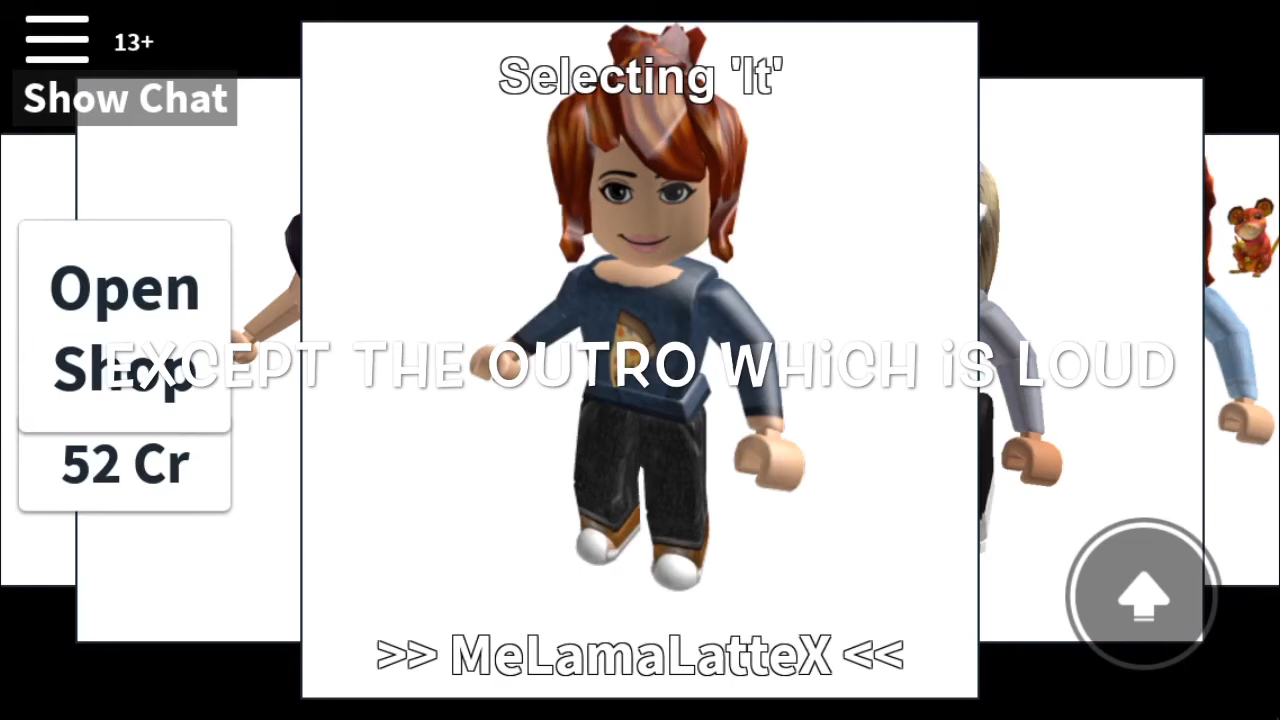 13+
Show Chat
Selecting 'It'
Open
Shop
EXCEPT THE OUTRO WHiCH iS LOUD
52 Cr
>> MeLamaLatteX <<